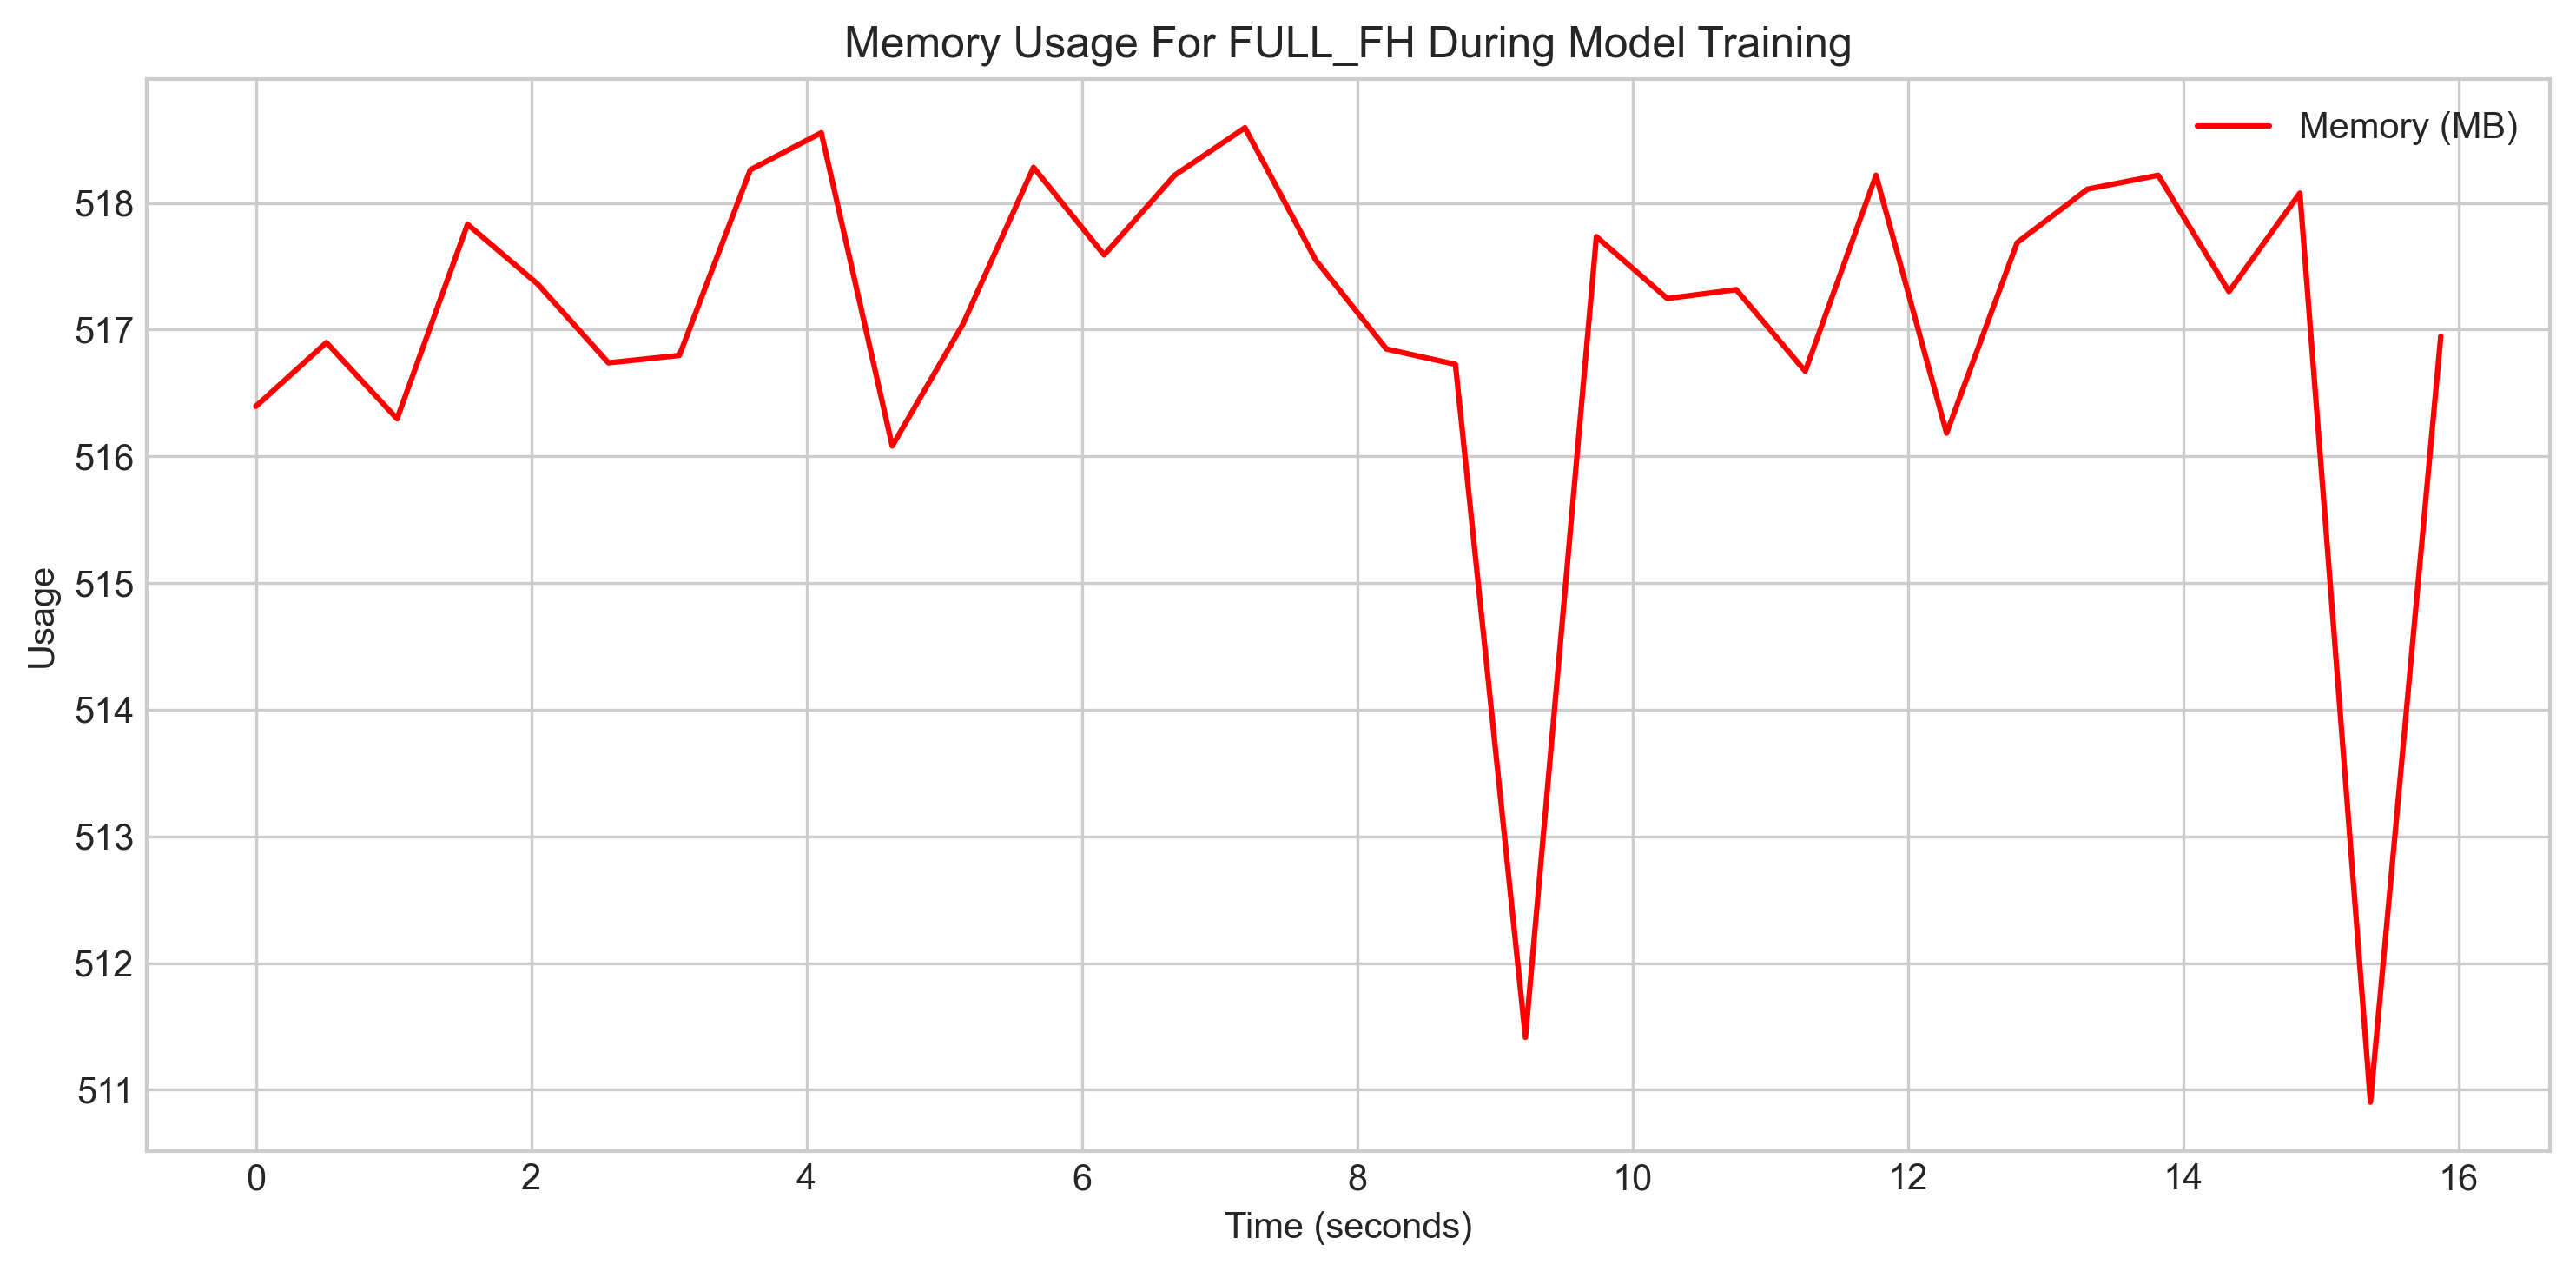 Memory Usage For FULL_FH During Model Training
Memory (MB)
518
517
516
515
514
513
512
511
Usage
0 2 4 6 8 10 12 14 16
Time (seconds)